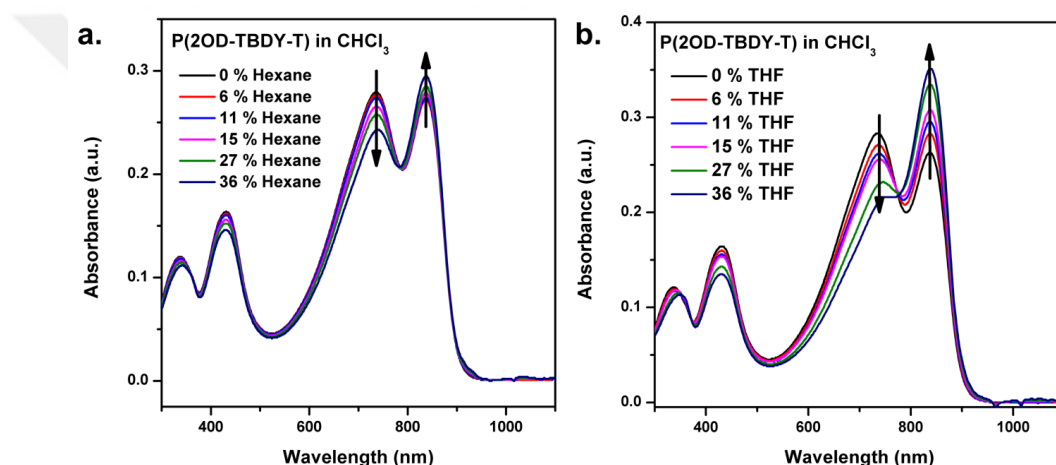 a.
P(2OD-TBDY-T) in CHCl3
0 % Hexane
6 % Hexane
11 % Hexane
15 % Hexane
27 % Hexane
36 % Hexane
Absorbance (a.u.)
0.3
0.2
0.1
0.0
400 600 800 1000
Wavelength (nm)
b.
P(2OD-TBDY-T) in CHCl3
0 % THF
6 % THF
11 % THF
15 % THF
27 % THF
36 % THF
Absorbance (a.u.)
0.4
0.3
0.2
0.1
0.0
400 600 800 1000
Wavelength (nm)